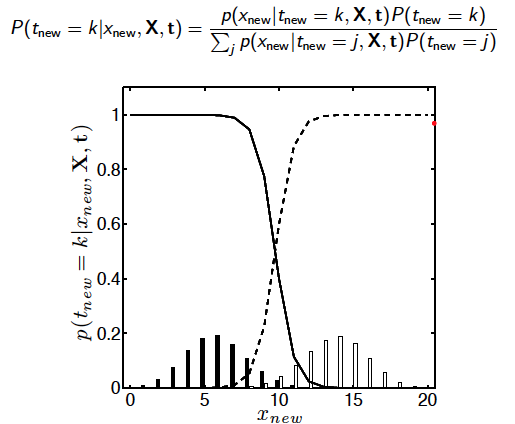 P(t_new = k|x_new, X, t) = p(x_new|t_new = k, X, t)P(t_new = k) / ∑_j p(x_new|t_new = j, X, t)P(t_new = j)
p(t_new = k|x_new, X, t)
1
0.8
0.6
0.4
0.2
0
0 5 10 15 20
x_new